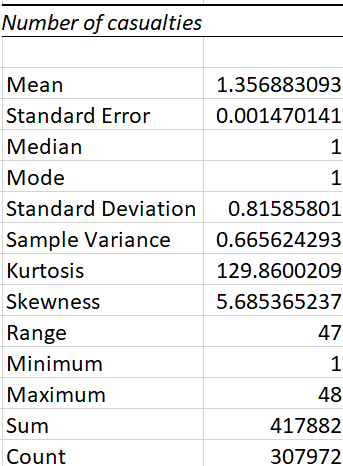 Number of casualties
Mean 1.356883093
Standard Error 0.001470141
Median 1
Mode 1
Standard Deviation 0.81585801
Sample Variance 0.665624293
Kurtosis 129.8600209
Skewness 5.685365237
Range 47
Minimum 1
Maximum 48
Sum 417882
Count 307972